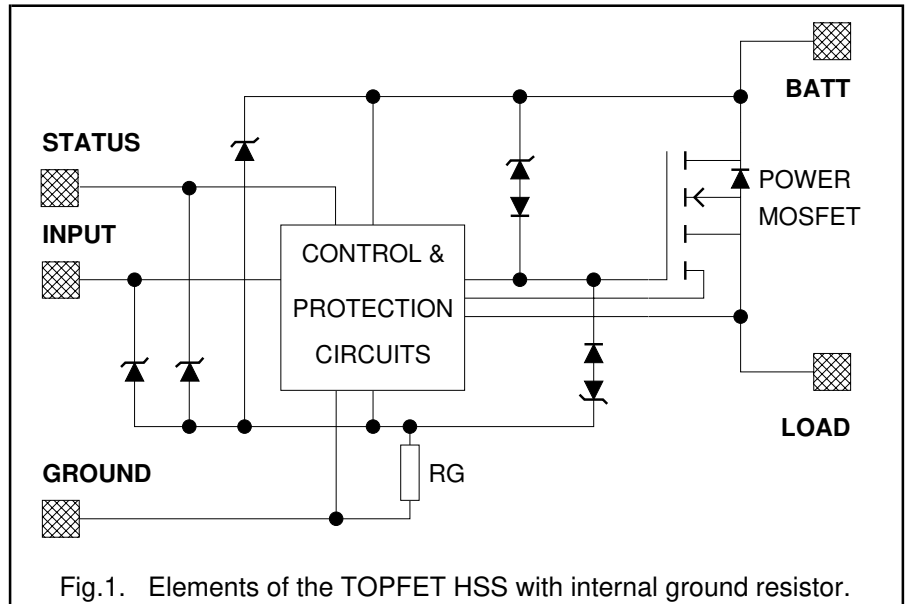 BATT
STATUS
POWER
MOSFET
INPUT
CONTROL &
PROTECTION
CIRCUITS
LOAD
GROUND
RG
Fig.1. Elements of the TOPFET HSS with internal ground resistor.